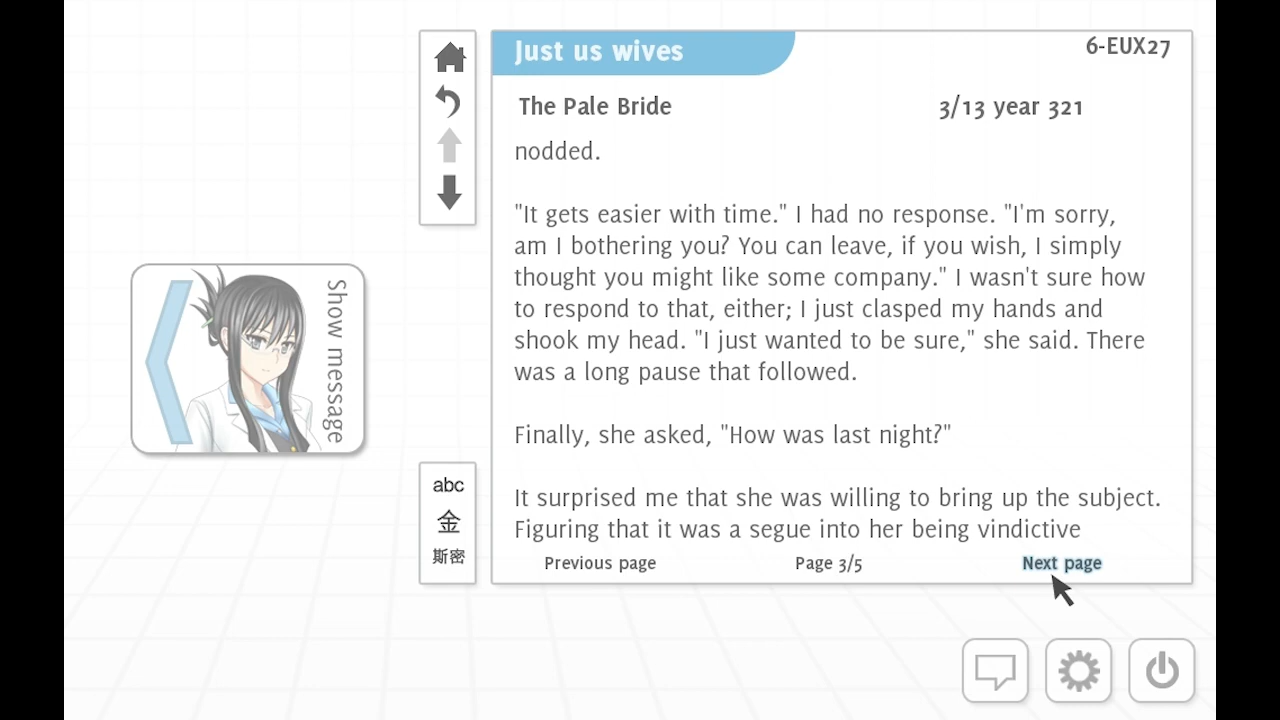 Just us wives
6-EUX27
The Pale Bride
3/13 year 321
nodded.
"It gets easier with time." I had no response. "I'm sorry,
am I bothering you? You can leave, if you wish, I simply
thought you might like some company." I wasn't sure how
to respond to that, either; I just clasped my hands and
shook my head. "I just wanted to be sure," she said. There
was a long pause that followed.
Finally, she asked, "How was last night?"
It surprised me that she was willing to bring up the subject.
Figuring that it was a segue into her being vindictive
Previous page
Page 3/5
Next page
Show message
abc
金
斯密